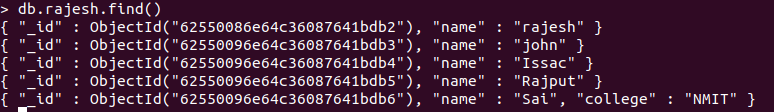 > db.rajesh.find()
{ "_id" : ObjectId("62550086e64c36087641bdb2"), "name" : "rajesh" }
{ "_id" : ObjectId("62550096e64c36087641bdb3"), "name" : "john" }
{ "_id" : ObjectId("62550096e64c36087641bdb4"), "name" : "Issac" }
{ "_id" : ObjectId("62550096e64c36087641bdb5"), "name" : "Rajput" }
{ "_id" : ObjectId("62550096e64c36087641bdb6"), "name" : "Sai", "college" : "NMIT" }